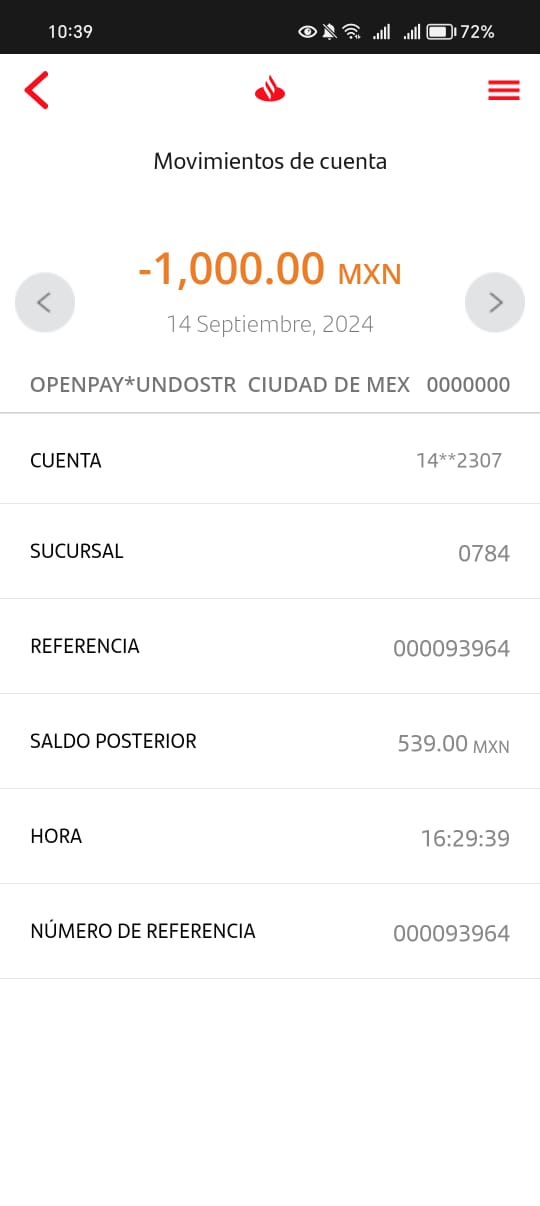 10:39 72%
Movimientos de cuenta
-1,000.00 MXN
14 Septiembre, 2024
OPENPAY*UNDOSTR CIUDAD DE MEX 0000000
CUENTA 14**2307
SUCURSAL 0784
REFERENCIA 000093964
SALDO POSTERIOR 539.00 MXN
HORA 16:29:39
NÚMERO DE REFERENCIA 000093964